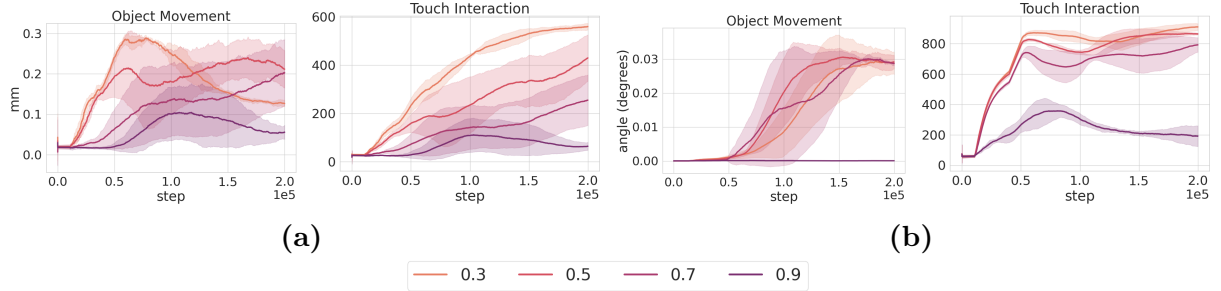 Object Movement
0.3
0.2
0.1
0.0
mm
0.0 0.5 1.0 1.5 2.0
step 1e5
Touch Interaction
600
400
200
0
0.0 0.5 1.0 1.5 2.0
step 1e5
(a)
Object Movement
0.03
0.02
0.01
0.00
angle (degrees)
0.0 0.5 1.0 1.5 2.0
step 1e5
Touch Interaction
800
600
400
200
0
0.0 0.5 1.0 1.5 2.0
step 1e5
(b)
0.3 0.5 0.7 0.9